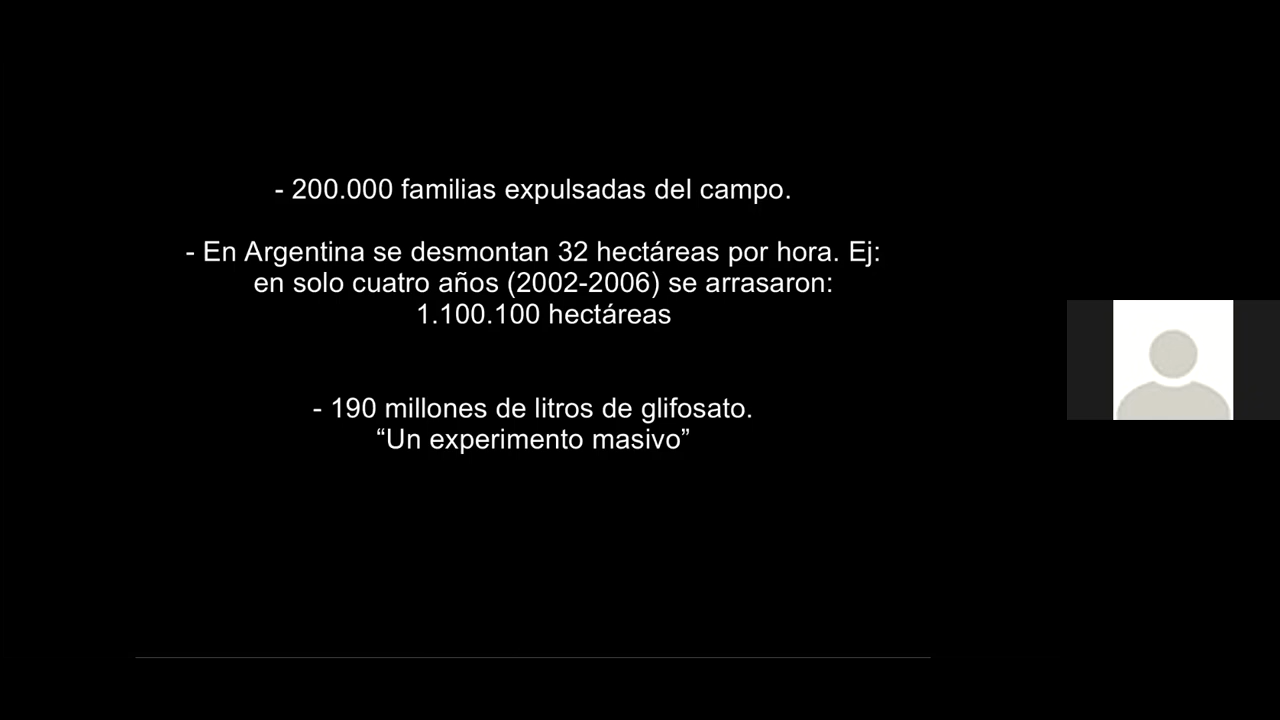 - 200.000 familias expulsadas del campo.
- En Argentina se desmontan 32 hectáreas por hora. Ej:
en solo cuatro años (2002-2006) se arrasaron:
1.100.100 hectáreas
- 190 millones de litros de glifosato.
“Un experimento masivo”